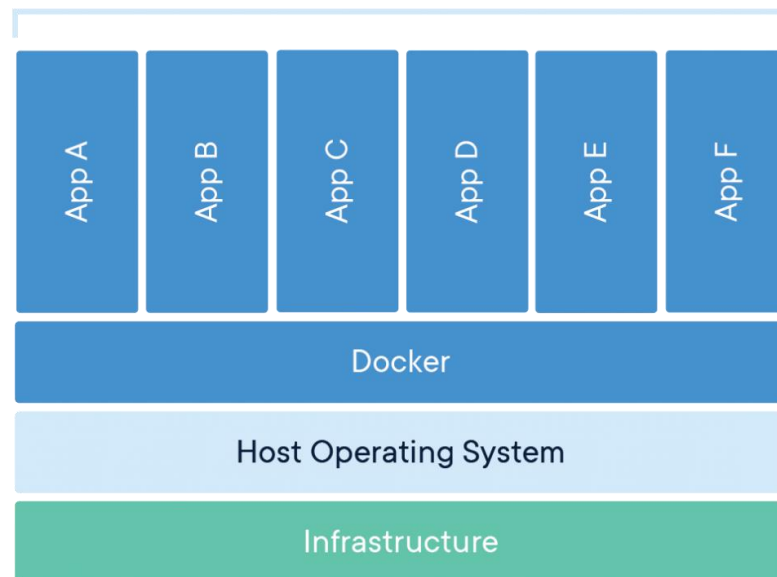 App A
App B
App C
App D
App E
App F
Docker
Host Operating System
Infrastructure